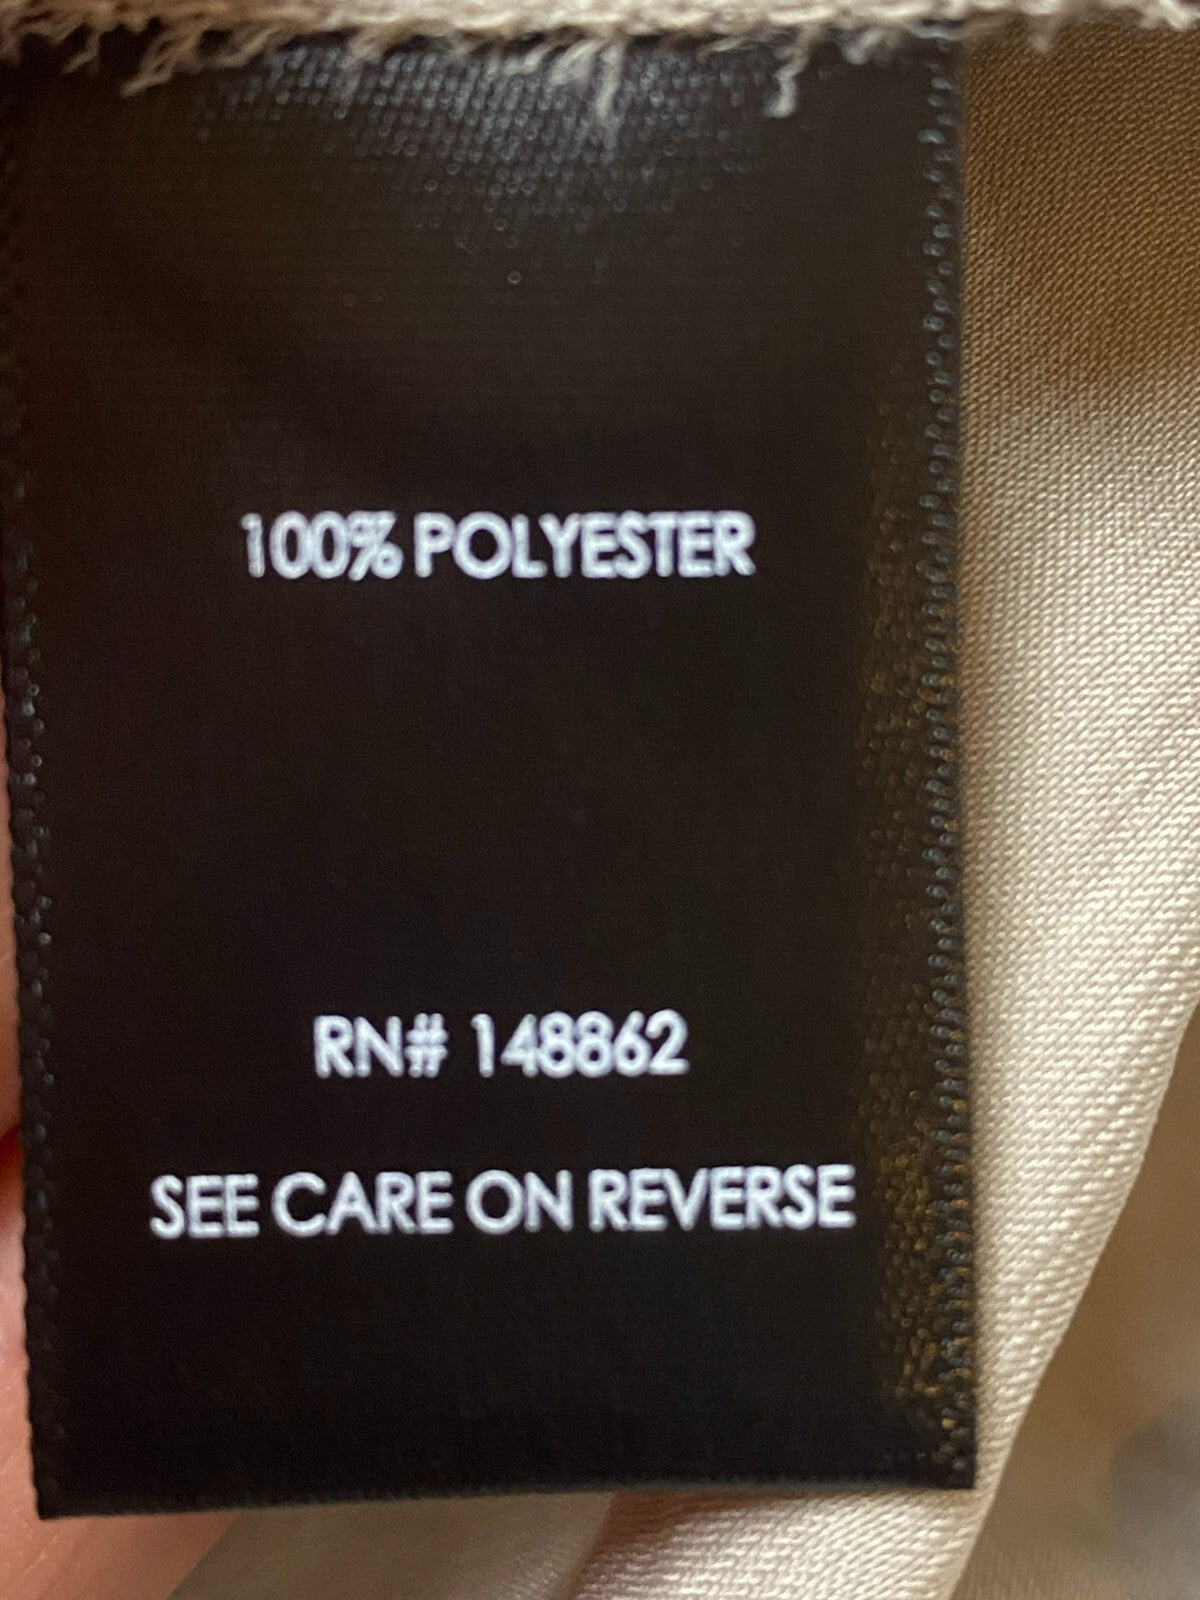 100% POLYESTER
RN# 148862
SEE CARE ON REVERSE